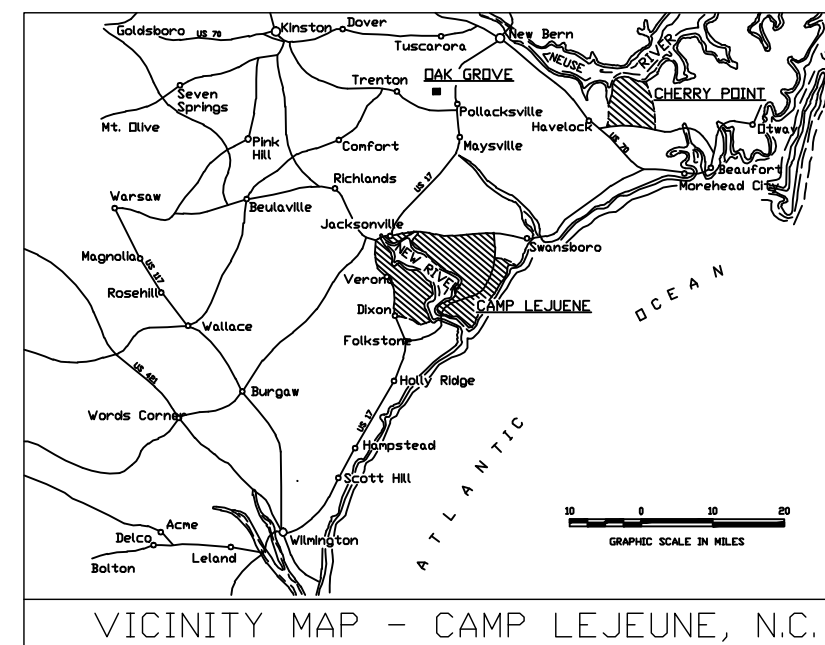 Goldsboro
US 70
Kinston
Dover
Tuscarora
New Bern
NEUSE
RIVER
Trenton
OAK GROVE
CHERRY POINT
Seven
Springs
Pollacksville
Mt. Olive
Havelock
US 70
Otway
Pink
Hill
Comfort
Maysville
Beaufort
Morehead City
Richlands
US 17
Warsaw
Beulaville
Jacksonville
Swansboro
Magnolia
US 117
NEW RIVER
Verona
OCEAN
Rosehill
Dixon
CAMP LEJUENE
Wallace
Folkstone
US 421
Holly Ridge
Burgaw
Words Corner
US 17
Hampstead
ATLANTIC
Scott Hill
10 0 10 20
GRAPHIC SCALE IN MILES
Acme
Delco
Wilmington
Leland
Bolton
VICINITY MAP - CAMP LEJEUNE, N.C.